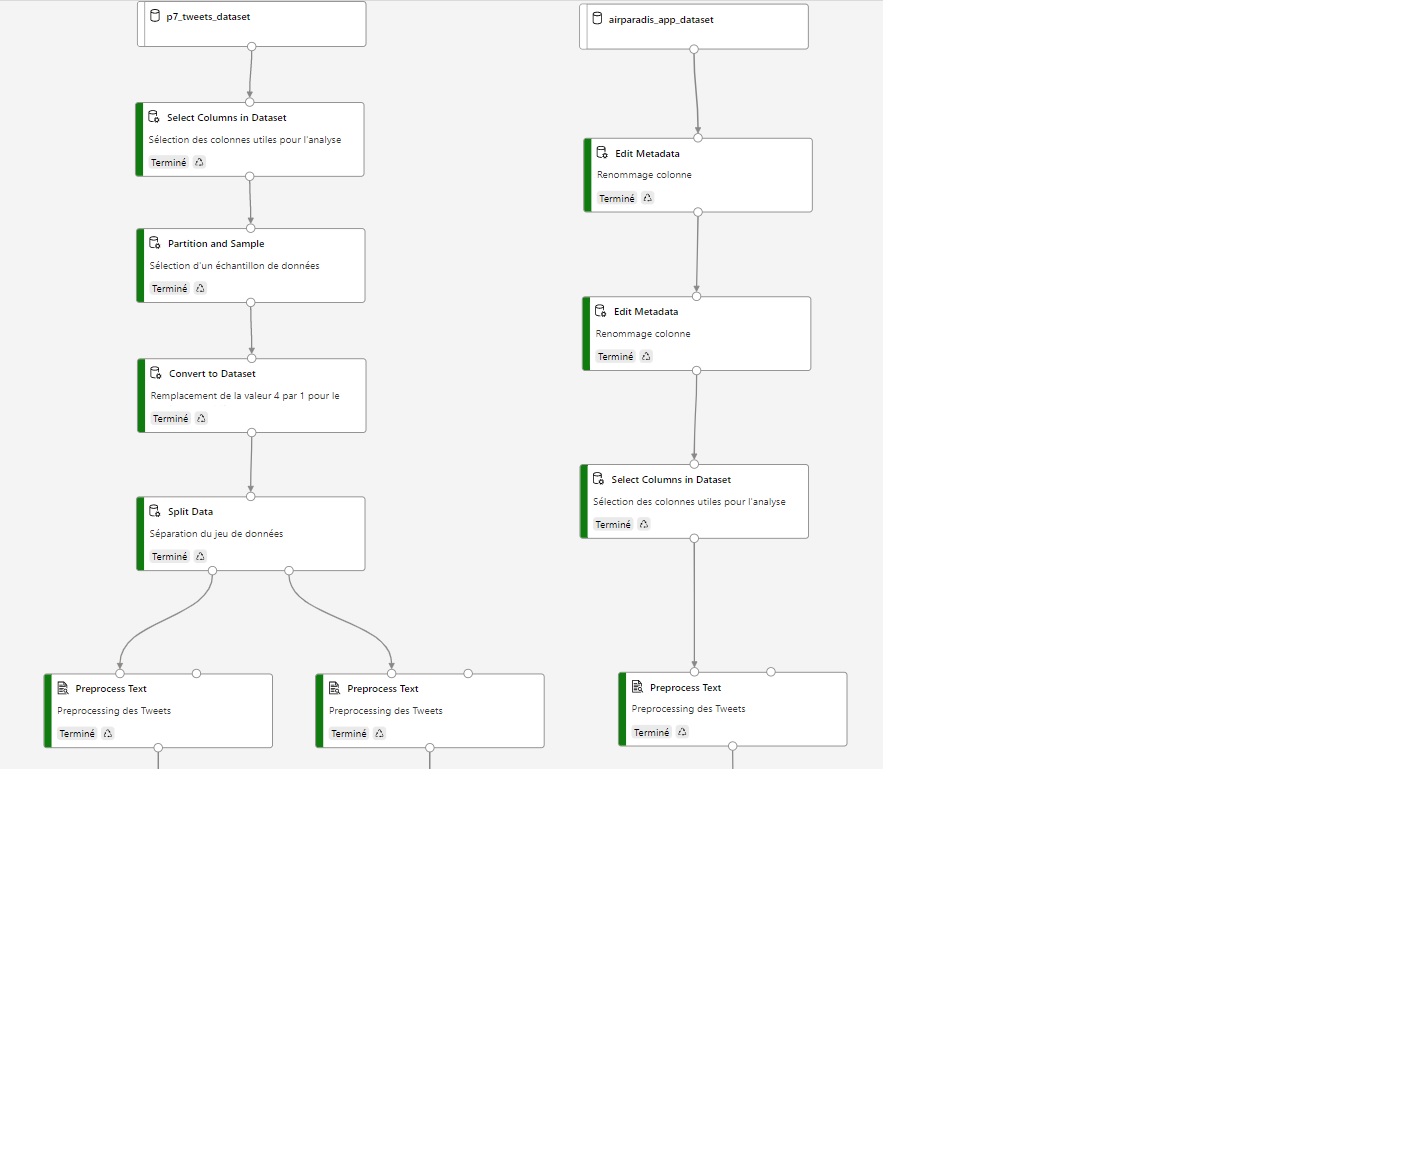 p7_tweets_dataset
Select Columns in Dataset
Sélection des colonnes utiles pour l'analyse
Terminé
Partition and Sample
Sélection d'un échantillon de données
Terminé
Convert to Dataset
Remplacement de la valeur 4 par 1 pour le
Terminé
Split Data
Séparation du jeu de données
Terminé
Preprocess Text
Preprocessing des Tweets
Terminé
Preprocess Text
Preprocessing des Tweets
Terminé
airparadis_app_dataset
Edit Metadata
Renommage colonne
Terminé
Edit Metadata
Renommage colonne
Terminé
Select Columns in Dataset
Sélection des colonnes utiles pour l'analyse
Terminé
Preprocess Text
Preprocessing des Tweets
Terminé